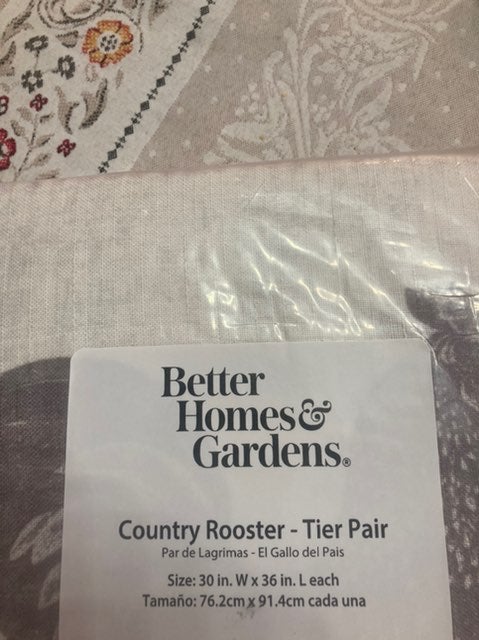 Better
Homes&
Gardens®
Country Rooster - Tier Pair
Par de Lagrimas - El Gallo del Pais
Size: 30 in. W x 36 in. L each
Tamaño: 76.2cm x 91.4cm cada una